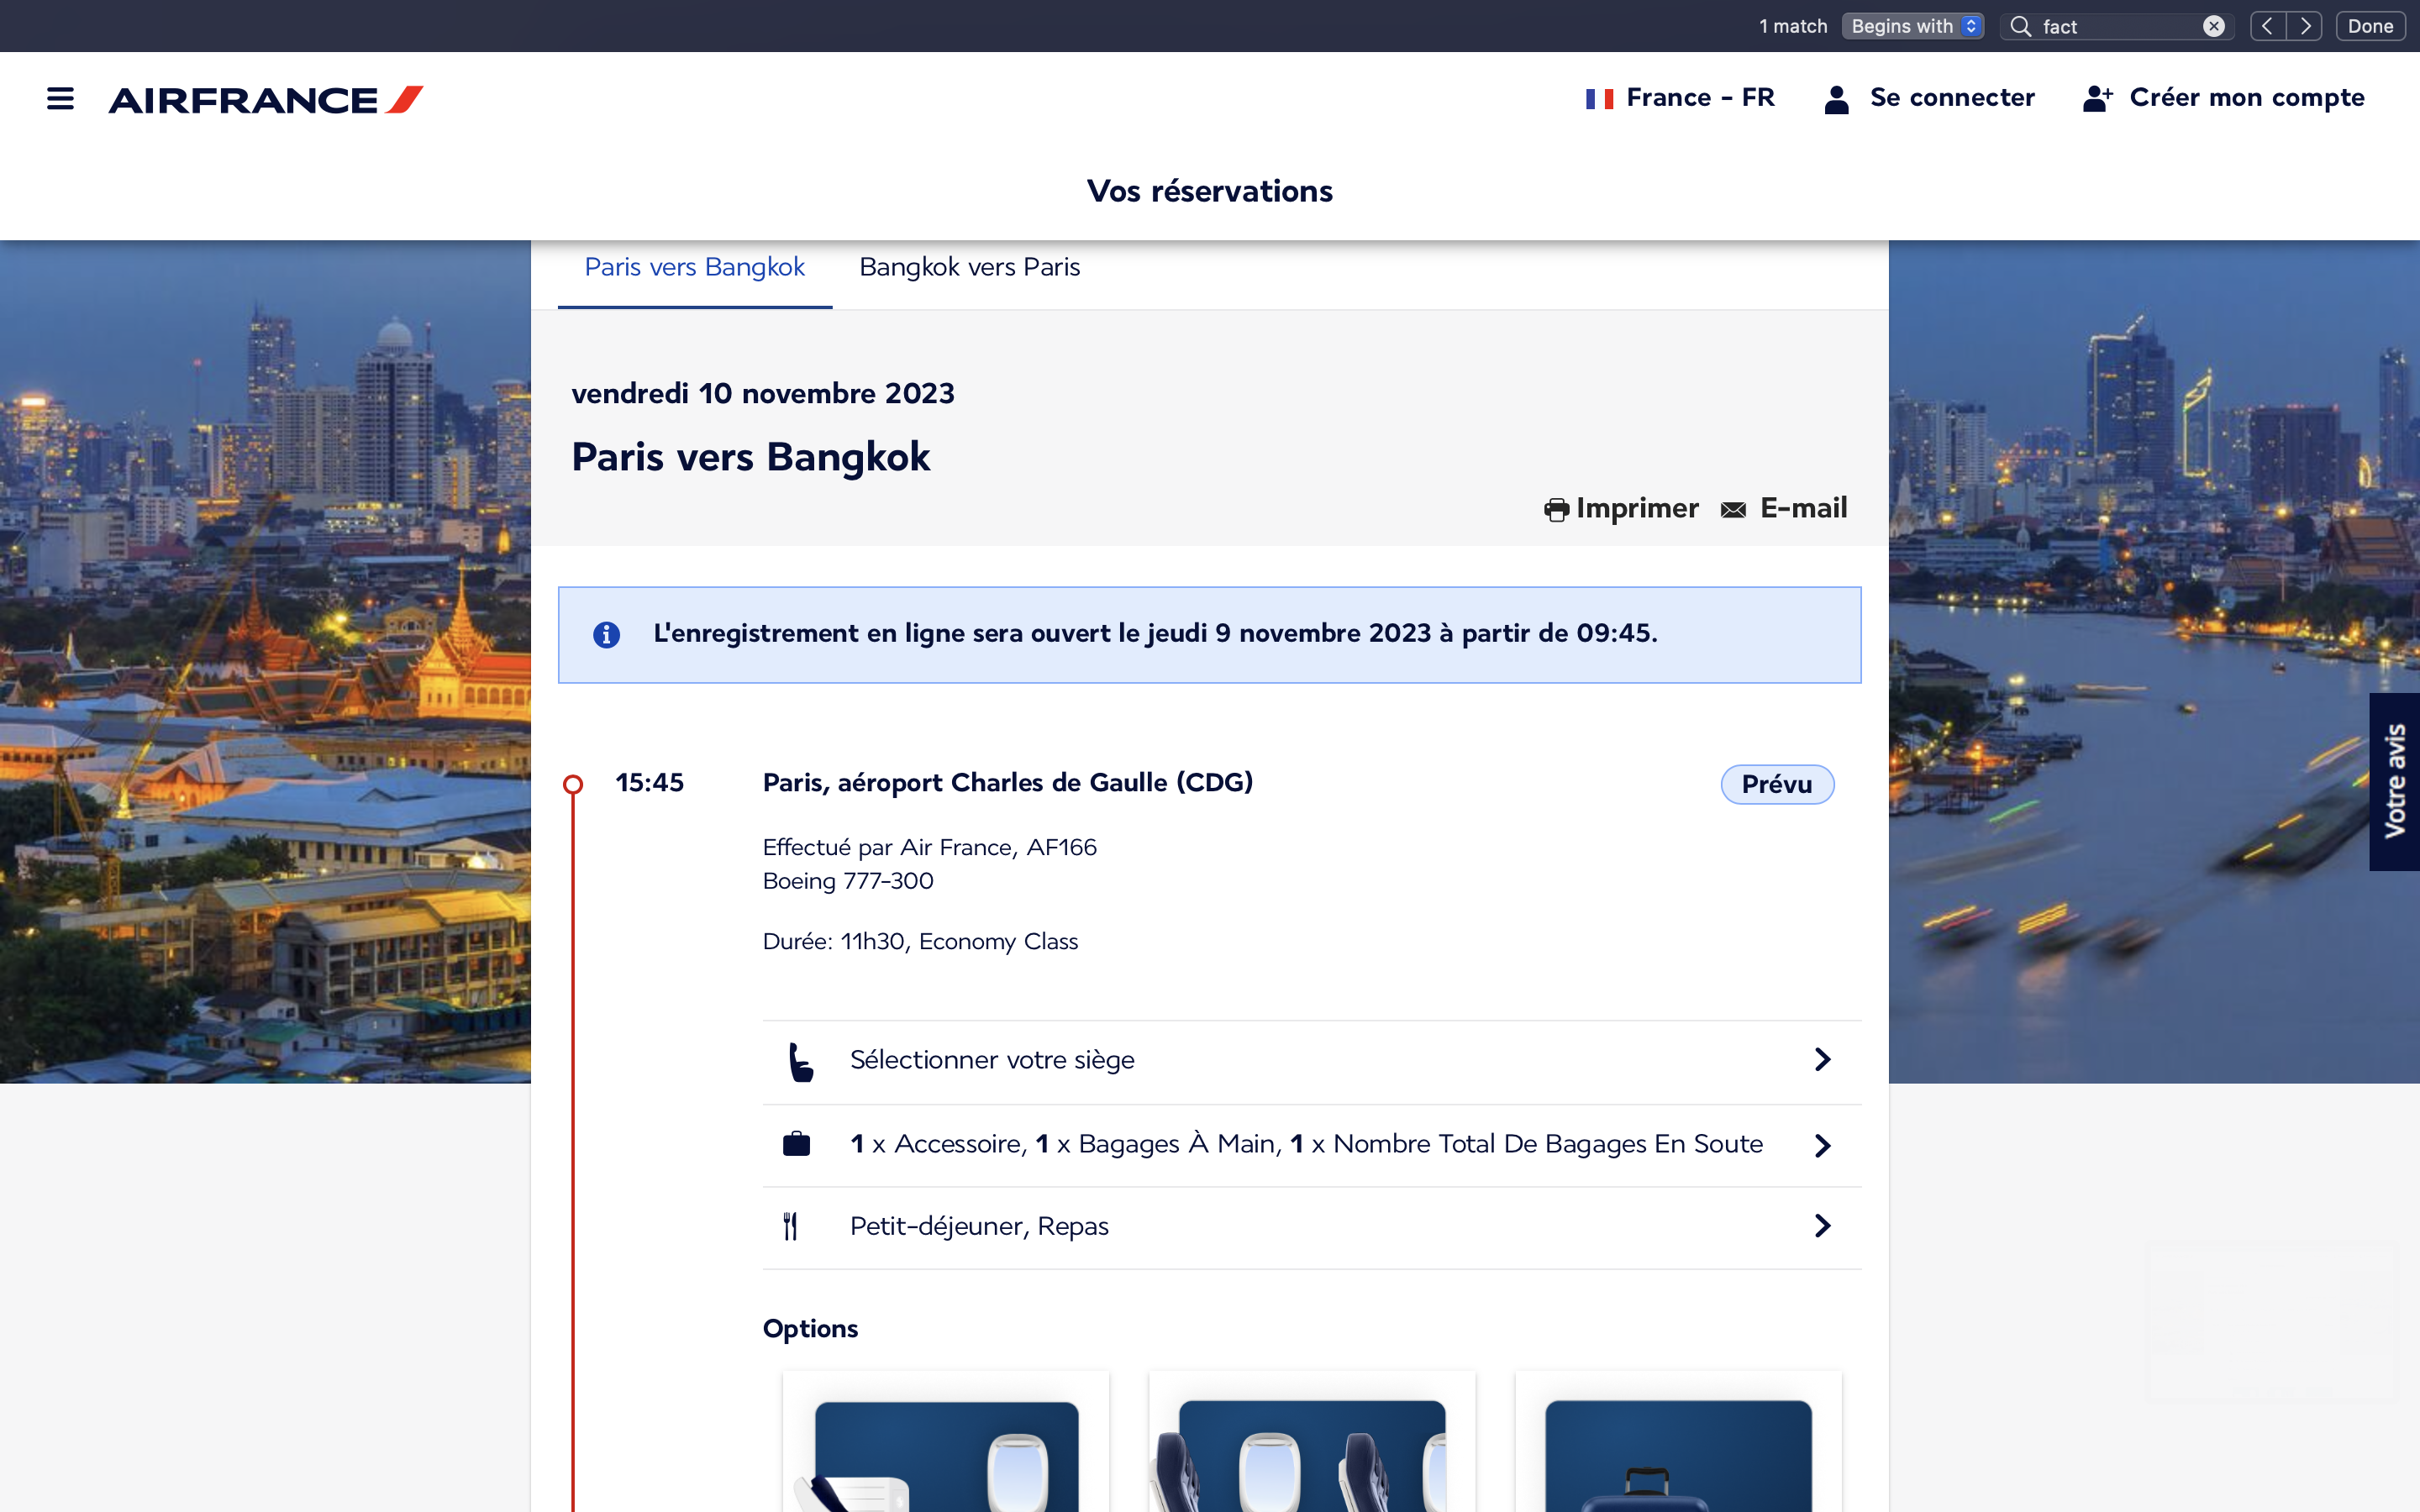 1 match Begins with fact Done
AIRFRANCE France - FR Se connecter Créer mon compte
Vos réservations
Paris vers Bangkok Bangkok vers Paris
vendredi 10 novembre 2023
Paris vers Bangkok
Imprimer E-mail
L'enregistrement en ligne sera ouvert le jeudi 9 novembre 2023 à partir de 09:45.
Votre avis
15:45 Paris, aéroport Charles de Gaulle (CDG) Prévu
Effectué par Air France, AF166
Boeing 777-300
Durée: 11h30, Economy Class
Sélectionner votre siège
1 x Accessoire, 1 x Bagages À Main, 1 x Nombre Total De Bagages En Soute
Petit-déjeuner, Repas
Options